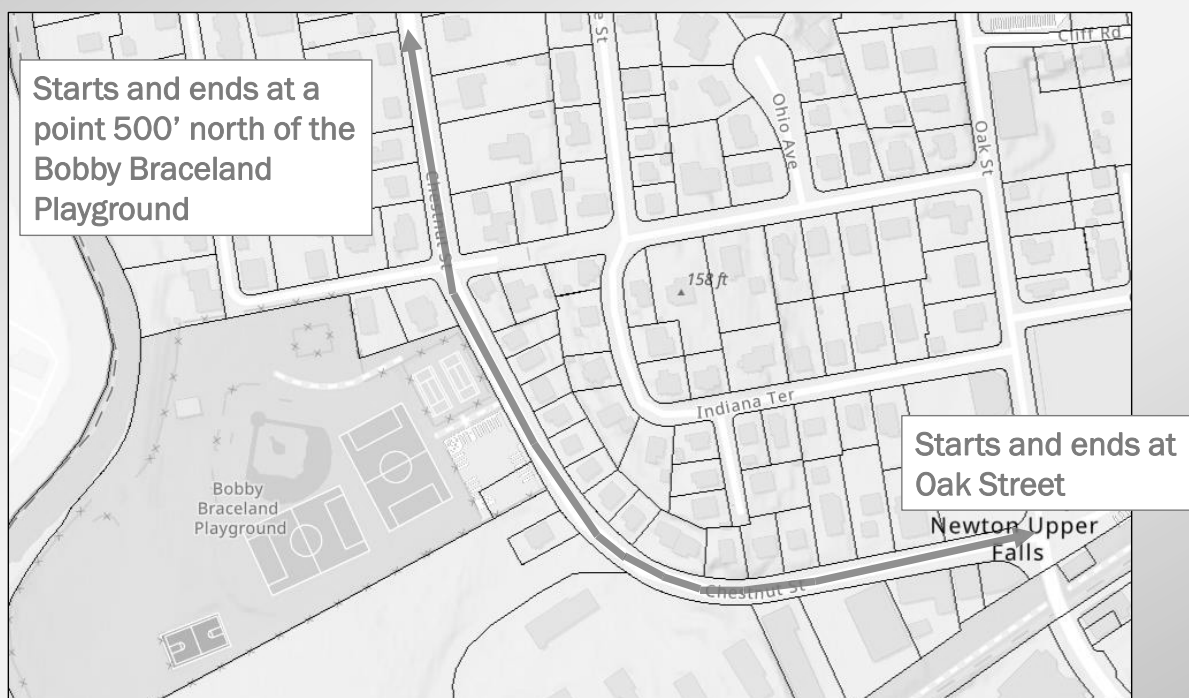 Starts and ends at a
point 500' north of the
Bobby Braceland
Playground
Chestnut St
St
Ohio Ave
Oak St
Cliff Rd
158 ft
Indiana Ter
Bobby
Braceland
Playground
Starts and ends at
Oak Street
Newton Upper
Falls
Chestnut St